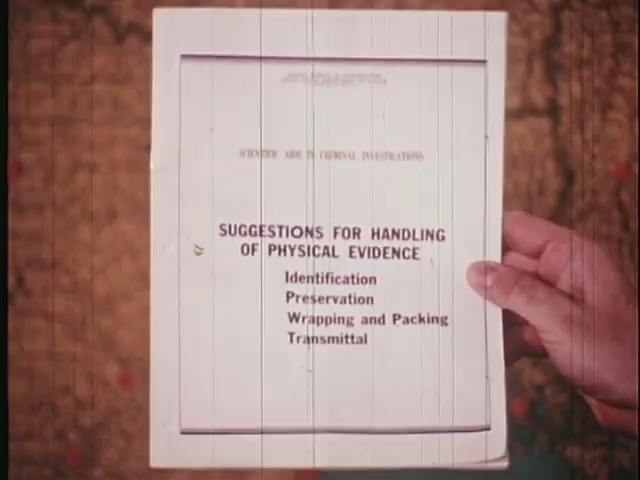 SCIENTIFIC AIDS IN CRIMINAL INVESTIGATIONS
SUGGESTIONS FOR HANDLING
OF PHYSICAL EVIDENCE
Identification
Preservation
Wrapping and Packing
Transmittal